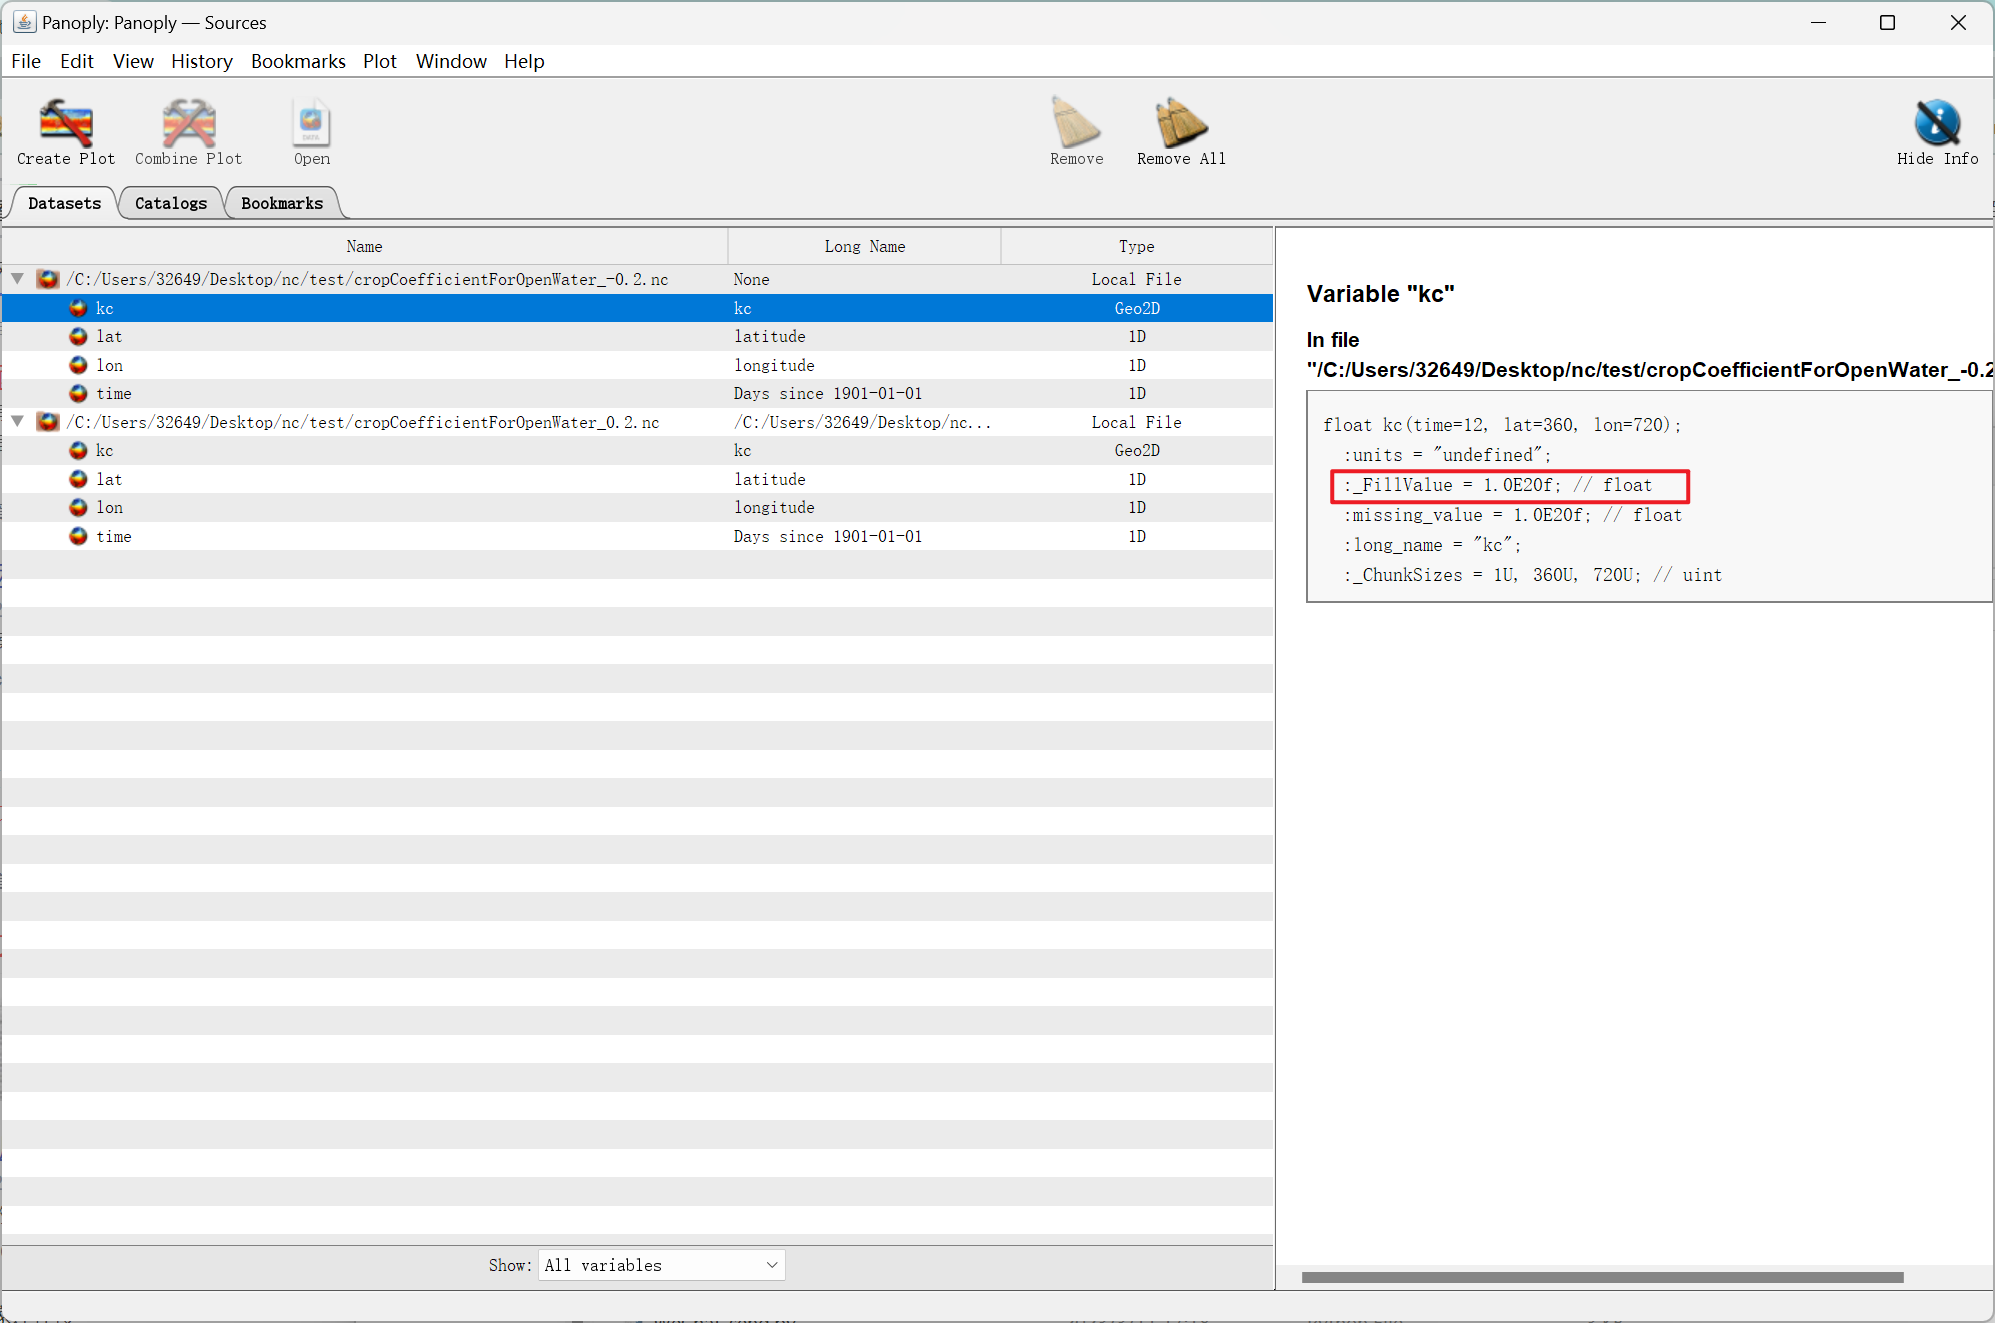 Panoply: Panoply — Sources
File Edit View History Bookmarks Plot Window Help
Create Plot Combine Plot Open Remove Remove All Hide Info
Datasets Catalogs Bookmarks
Name Long Name Type
/C:/Users/32649/Desktop/nc/test/cropCoefficientForOpenWater_-0.2.nc None Local File
kc kc Geo2D
lat latitude 1D
lon longitude 1D
time Days since 1901-01-01 1D
/C:/Users/32649/Desktop/nc/test/cropCoefficientForOpenWater_0.2.nc /C:/Users/32649/Desktop/nc... Local File
kc kc Geo2D
lat latitude 1D
lon longitude 1D
time Days since 1901-01-01 1D
Show: All variables
Variable "kc"
In file
"/C:/Users/32649/Desktop/nc/test/cropCoefficientForOpenWater_-0.2
float kc(time=12, lat=360, lon=720);
:units = "undefined";
:_FillValue = 1.0E20f; // float
:missing_value = 1.0E20f; // float
:long_name = "kc";
:_ChunkSizes = 1U, 360U, 720U; // uint